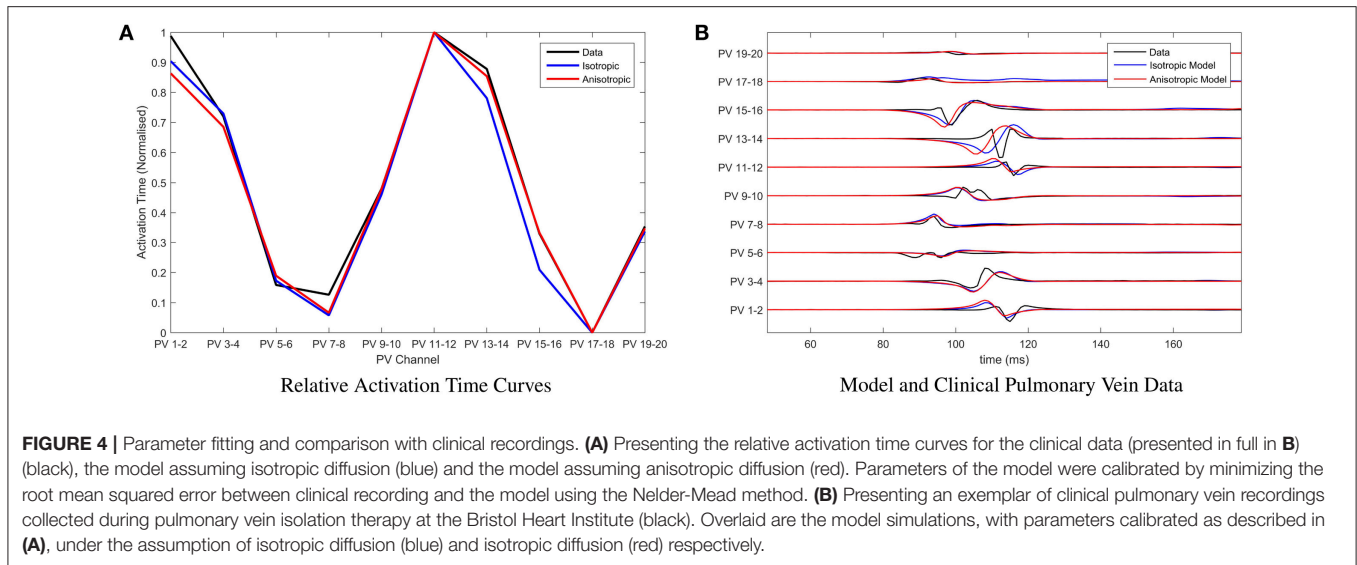 A
1
0.9
0.8
0.7
0.6
0.5
0.4
0.3
0.2
0.1
0
Activation Time (Normalised)
Data
Isotropic
Anisotropic
PV 1-2 PV 3-4 PV 5-6 PV 7-8 PV 9-10 PV 11-12 PV 13-14 PV 15-16 PV 17-18 PV 19-20
PV Channel
Relative Activation Time Curves
B
PV 19-20
PV 17-18
PV 15-16
PV 13-14
PV 11-12
PV 9-10
PV 7-8
PV 5-6
PV 3-4
PV 1-2
Data
Isotropic Model
Anisotropic Model
60 80 100 120 140 160
time (ms)
Model and Clinical Pulmonary Vein Data
FIGURE 4 | Parameter fitting and comparison with clinical recordings. (A) Presenting the relative activation time curves for the clinical data (presented in full in B)
(black), the model assuming isotropic diffusion (blue) and the model assuming anisotropic diffusion (red). Parameters of the model were calibrated by minimizing the
root mean squared error between clinical recording and the model using the Nelder-Mead method. (B) Presenting an exemplar of clinical pulmonary vein recordings
collected during pulmonary vein isolation therapy at the Bristol Heart Institute (black). Overlaid are the model simulations, with parameters calibrated as described in
(A), under the assumption of isotropic diffusion (blue) and isotropic diffusion (red) respectively.